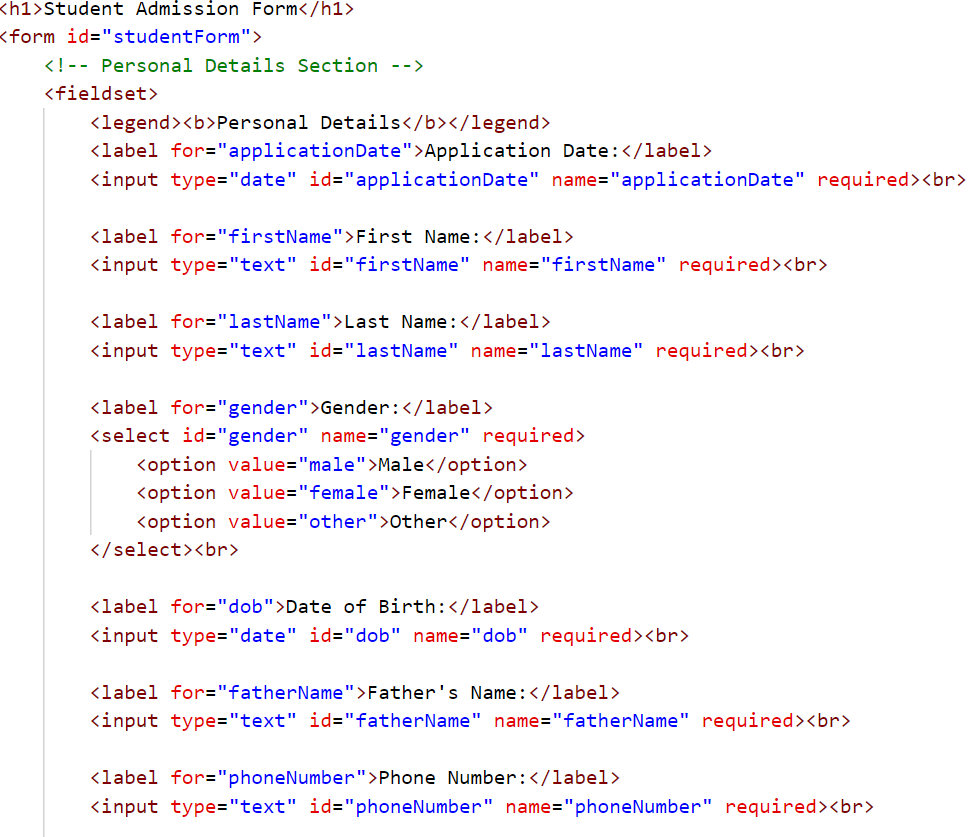 <h1>Student Admission Form</h1>
<form id="studentForm">
<!-- Personal Details Section -->
<fieldset>
<legend><b>Personal Details</b></legend>
<label for="applicationDate">Application Date:</label>
<input type="date" id="applicationDate" name="applicationDate" required><br>
<label for="firstName">First Name:</label>
<input type="text" id="firstName" name="firstName" required><br>
<label for="lastName">Last Name:</label>
<input type="text" id="lastName" name="lastName" required><br>
<label for="gender">Gender:</label>
<select id="gender" name="gender" required>
<option value="male">Male</option>
<option value="female">Female</option>
<option value="other">Other</option>
</select><br>
<label for="dob">Date of Birth:</label>
<input type="date" id="dob" name="dob" required><br>
<label for="fatherName">Father's Name:</label>
<input type="text" id="fatherName" name="fatherName" required><br>
<label for="phoneNumber">Phone Number:</label>
<input type="text" id="phoneNumber" name="phoneNumber" required><br>